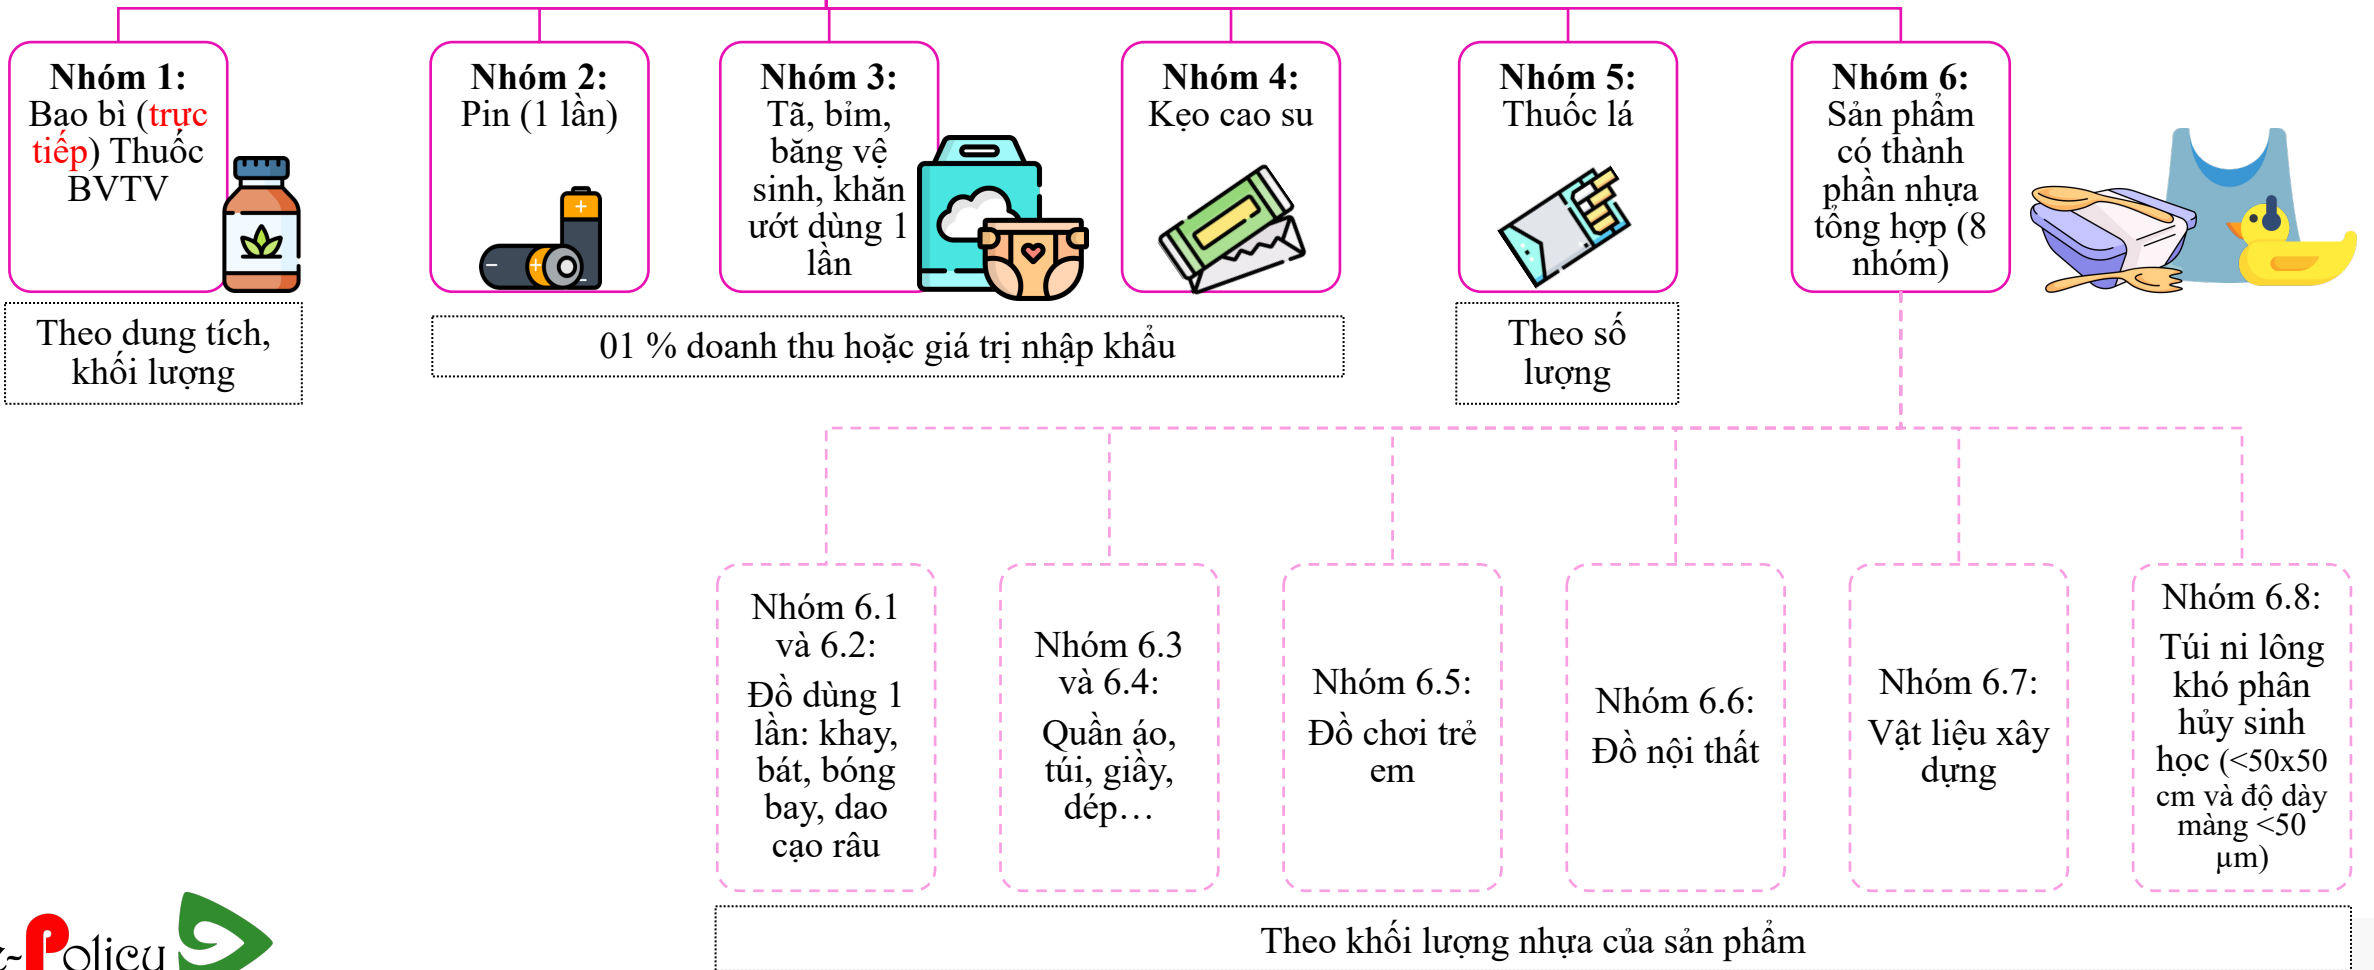 Nhóm 1:
Bao bì (trực
tiếp) Thuốc
BVTV
Nhóm 2:
Pin (1 lần)
Nhóm 3:
Tã, bỉm,
băng vệ
sinh, khăn
ướt dùng 1
lần
Nhóm 4:
Kẹo cao su
Nhóm 5:
Thuốc lá
Nhóm 6:
Sản phẩm
có thành
phần nhựa
tổng hợp (8
nhóm)
Theo dung tích,
khối lượng
01 % doanh thu hoặc giá trị nhập khẩu
Theo số
lượng
Nhóm 6.1
và 6.2:
Đồ dùng 1
lần: khay,
bát, bóng
bay, dao
cạo râu
Nhóm 6.3
và 6.4:
Quần áo,
túi, giầy,
dép…
Nhóm 6.5:
Đồ chơi trẻ
em
Nhóm 6.6:
Đồ nội thất
Nhóm 6.7:
Vật liệu xây
dựng
Nhóm 6.8:
Túi ni lông
khó phân
hủy sinh
học (<50x50
cm và độ dày
màng <50
µm)
Theo khối lượng nhựa của sản phẩm
-Policy